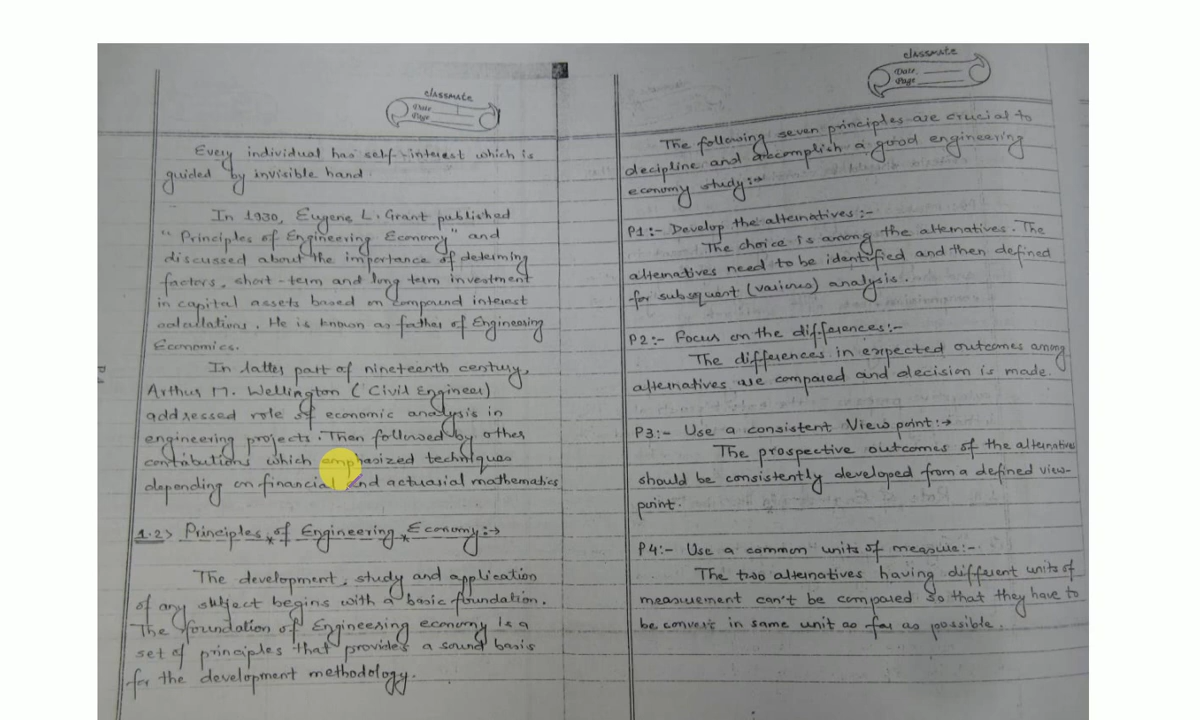 classmate
Date
Page
Every individual has self-interest which is
guided by invisible hand.
In 1930, Eugene L. Grant published
"Principles of Engineering Economy" and
discussed about the importance of determing
factors, short-term and long term investment
in capital assets based on compound interest
calculations. He is known as father of Engineering
Economics.
In latter part of nineteenth century,
Arthur M. Wellington (Civil Engineer)
addressed role of economic analysis in
engineering projects. Then followed by other
contibutions which emphasized techniques
depending on financial and actuarial mathematics
1.2> Principles of Engineering Economy:→
The development, study and application
of any subject begins with a basic foundation.
The foundation of Engineering economy is a
set of principles that provides a sound basis
for the development methodology.
classmate
Date
Page
The following seven principles are crucial to
decipline and accomplish a good engineering
economy study:→
P1:- Develop the alternatives:-
The choice is among the alternatives. The
alternatives need to be identified and then defined
for subsequent (various) analysis.
P2:- Focus on the differences:-
The differences in expected outcomes among
alternatives are compared and decision is made.
P3:- Use a consistent View point:→
The prospective outcomes of the alternative
should be consistently developed from a defined view-
point.
P4:- Use a common units of measure:-
The two alternatives having different units of
measurement can't be compared so that they have to
be convert in same unit as far as possible.